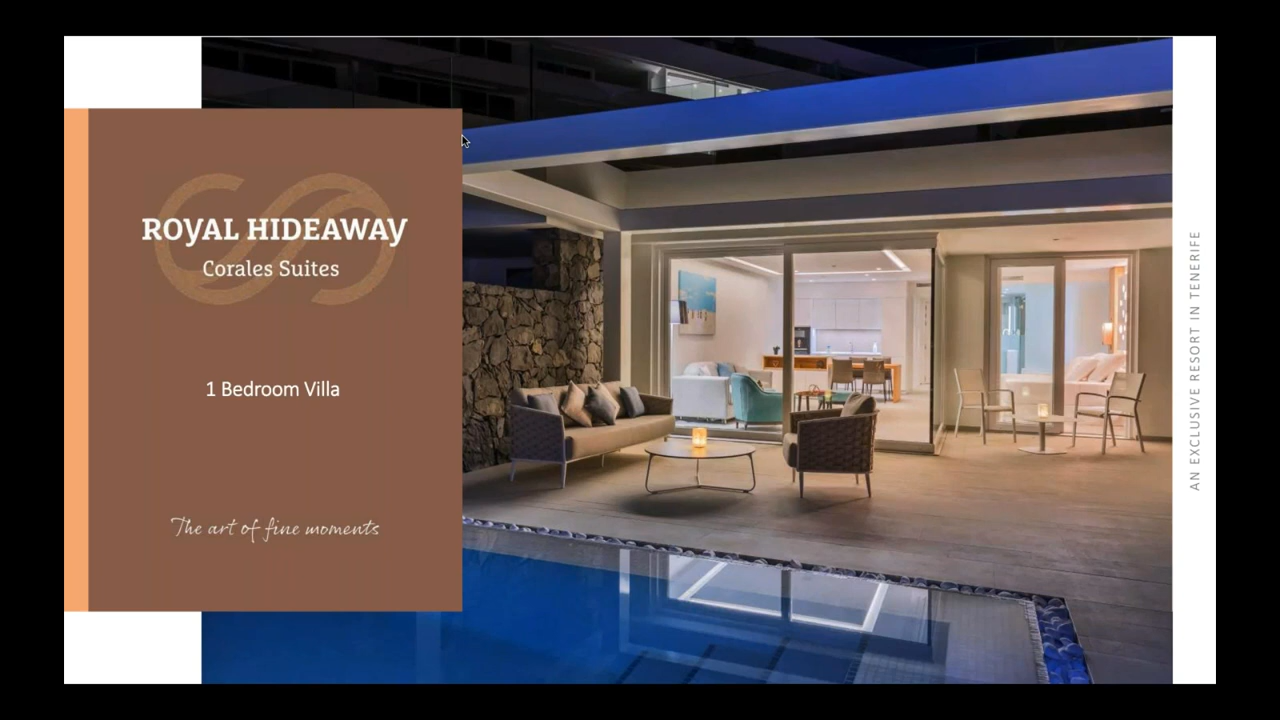 ROYAL HIDEAWAY
Corales Suites
1 Bedroom Villa
The art of fine moments
AN EXCLUSIVE RESORT IN TENERIFE